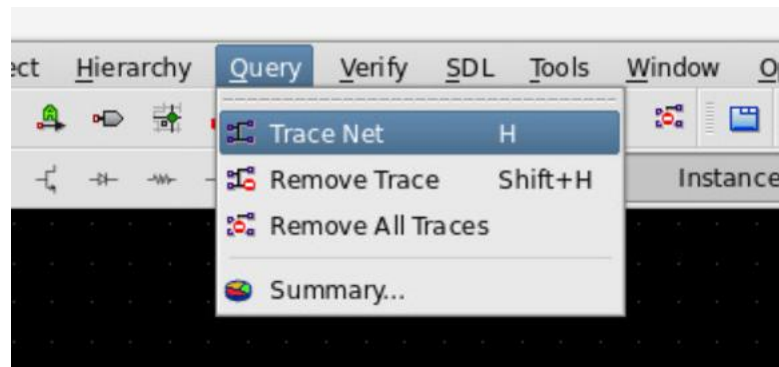 ect Hierarchy Query Verify SDL Tools Window O
Trace Net H
Remove Trace Shift+H
Instance
Remove All Traces
Summary...